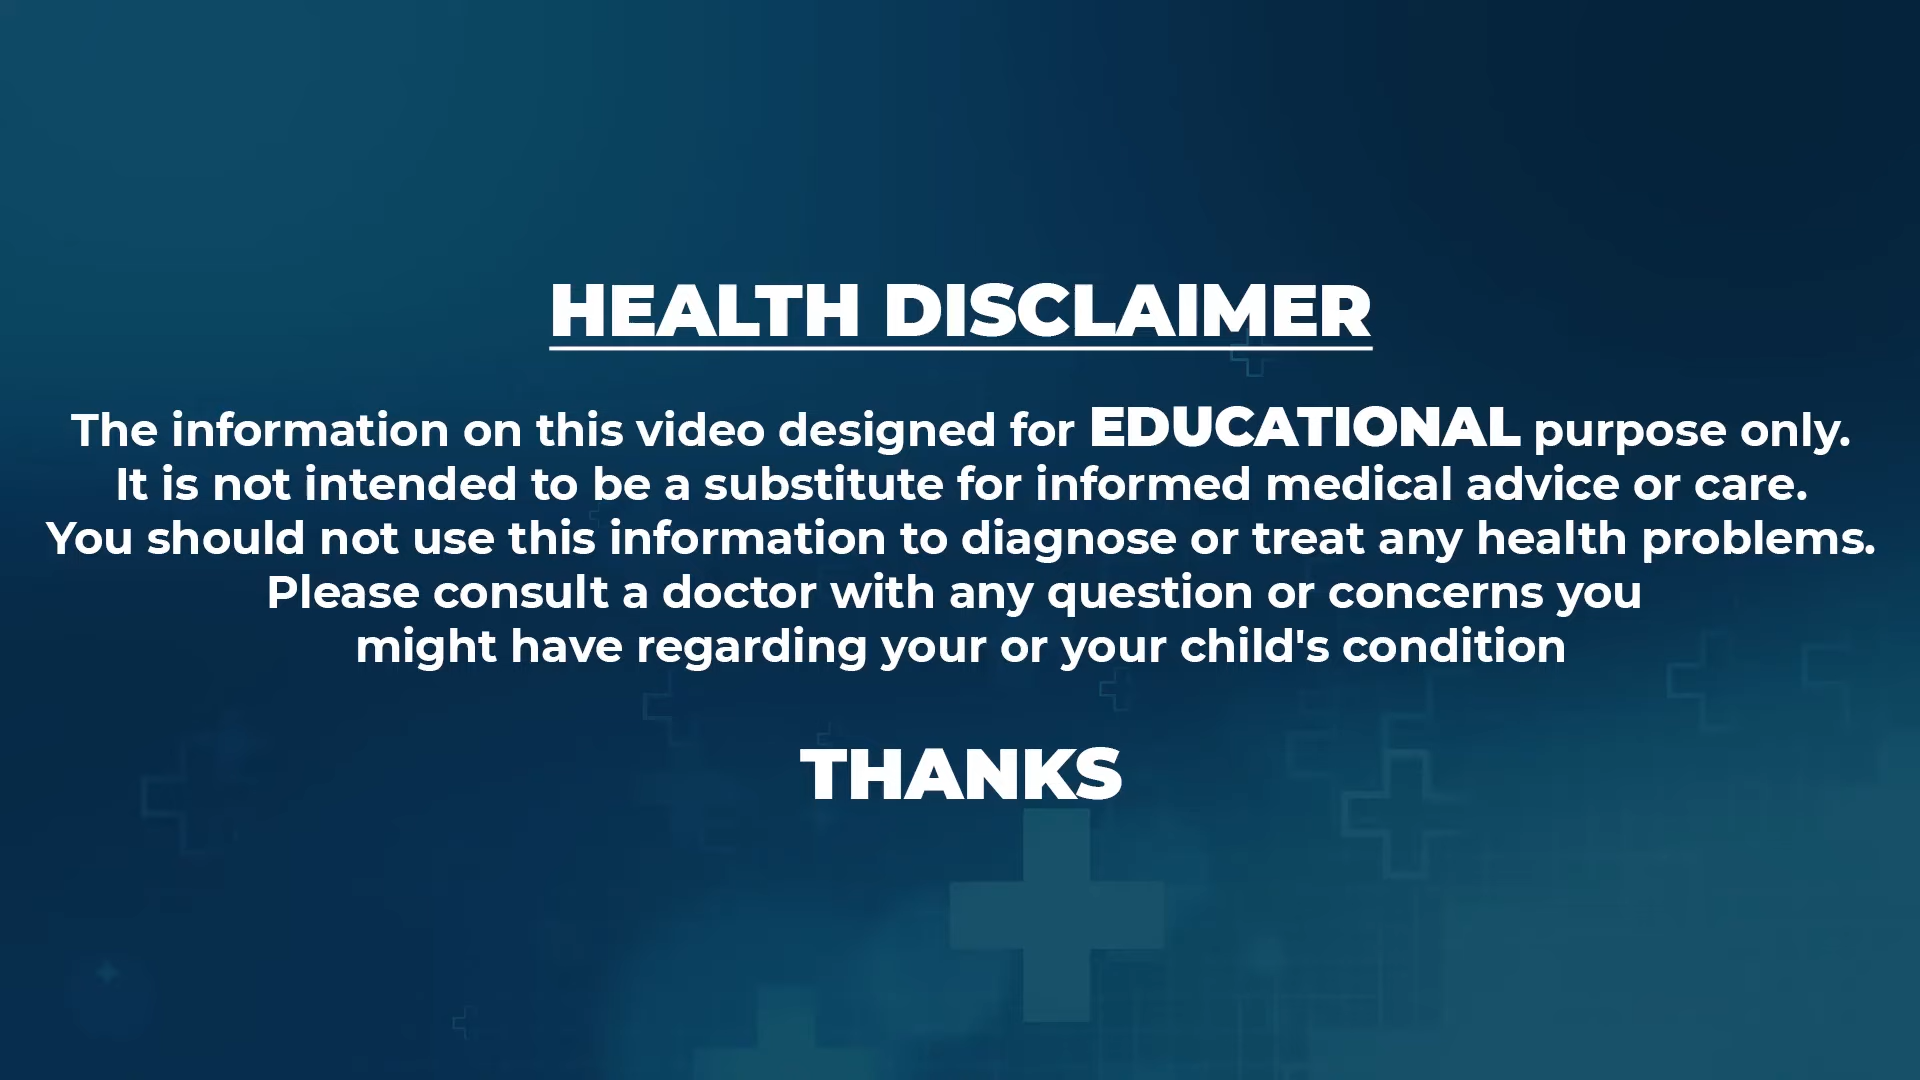 HEALTH DISCLAIMER
The information on this video designed for EDUCATIONAL purpose only.
It is not intended to be a substitute for informed medical advice or care.
You should not use this information to diagnose or treat any health problems.
Please consult a doctor with any question or concerns you
might have regarding your or your child's condition
THANKS